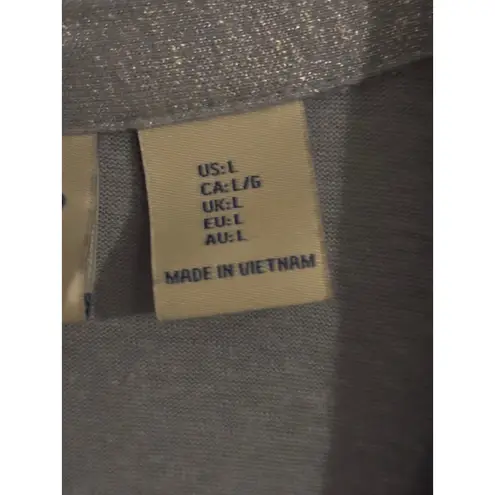 US: L
CA: L/G
UK: L
EU: L
AU: L
MADE IN VIETNAM